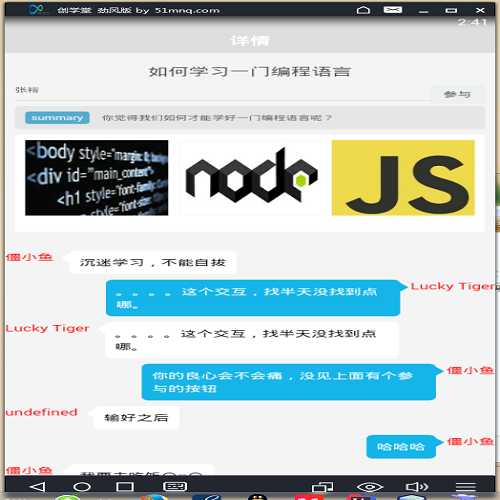 创学堂 劲风版 by 51mnq.com
2:41
详情
如何学习一门编程语言
张裕
参与
summary 你觉得我们如何才能学好一门编程语言呢？
<body style="margin: 0;
<div id="main_content">
<h1 style="font-family:
node
JS
僵小鱼
沉迷学习，不能自拔
Lucky Tiger
。。。。 这个交互，找半天没找到点
哪。
Lucky Tiger
。。。。 这个交互，找半天没找到点
哪。
僵小鱼
你的良心会不会痛，没见上面有个参
与的按钮
undefined
输好之后
僵小鱼
哈哈哈
僵小鱼